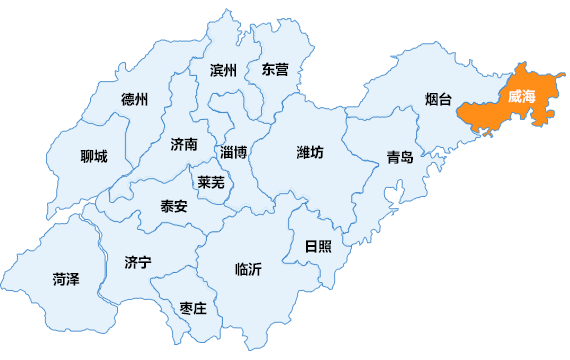 滨州
东营
德州
烟台
威海
济南
淄博
潍坊
聊城
青岛
莱芜
泰安
日照
济宁
临沂
菏泽
枣庄